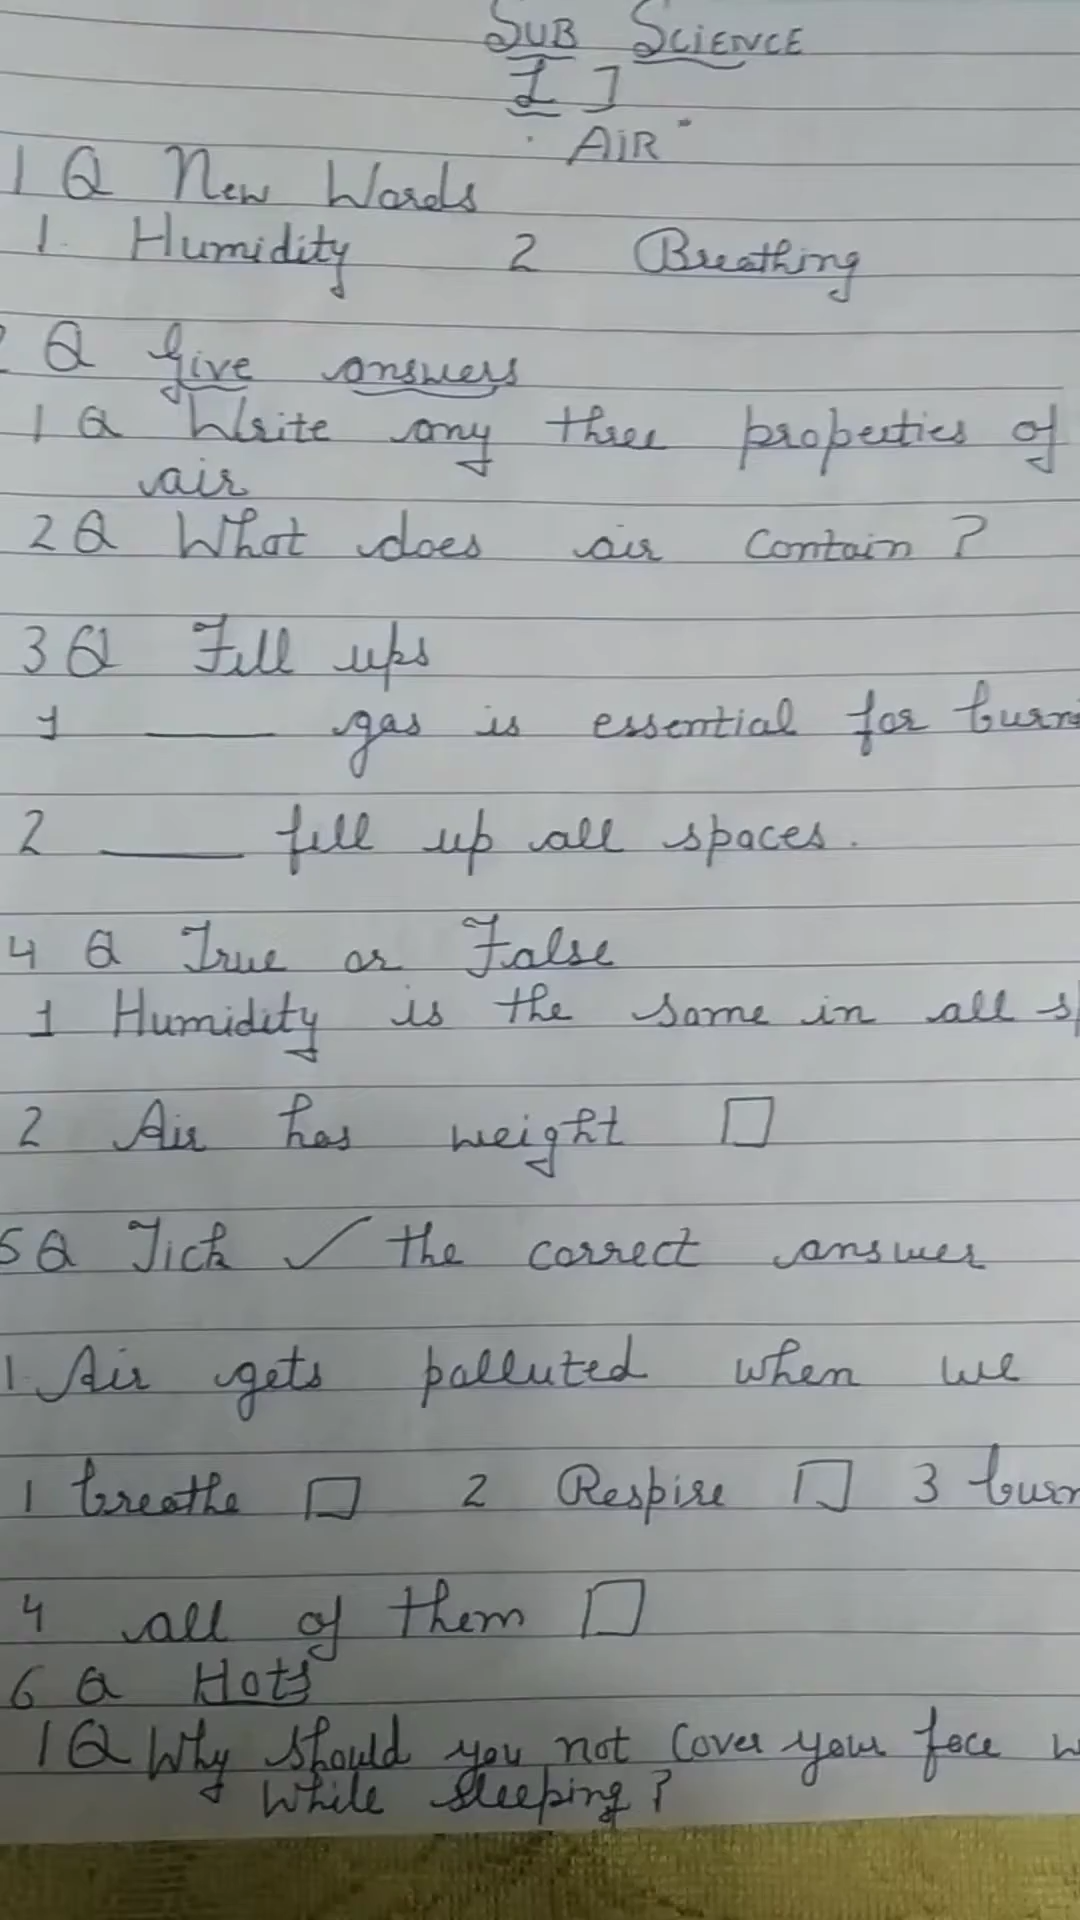 SUB SCIENCE
L 7
"AIR"
1 Q New Words
1. Humidity 2 Breathing
2 Q Give answers
1 Q Write any three properties of
air
2 Q What does air contain ?
3 Q Fill ups
1 ____ gas is essential for burni
2 ____ fill up all spaces.
4 Q True or False
1 Humidity is the same in all sp
2 Air has weight
5 Q Tick ✓ the correct answer
1. Air gets polluted when we
1 breathe 2 Respire 3 burn
4 all of them
6 Q Hots
1 Q Why should you not cover your face w
while sleeping ?